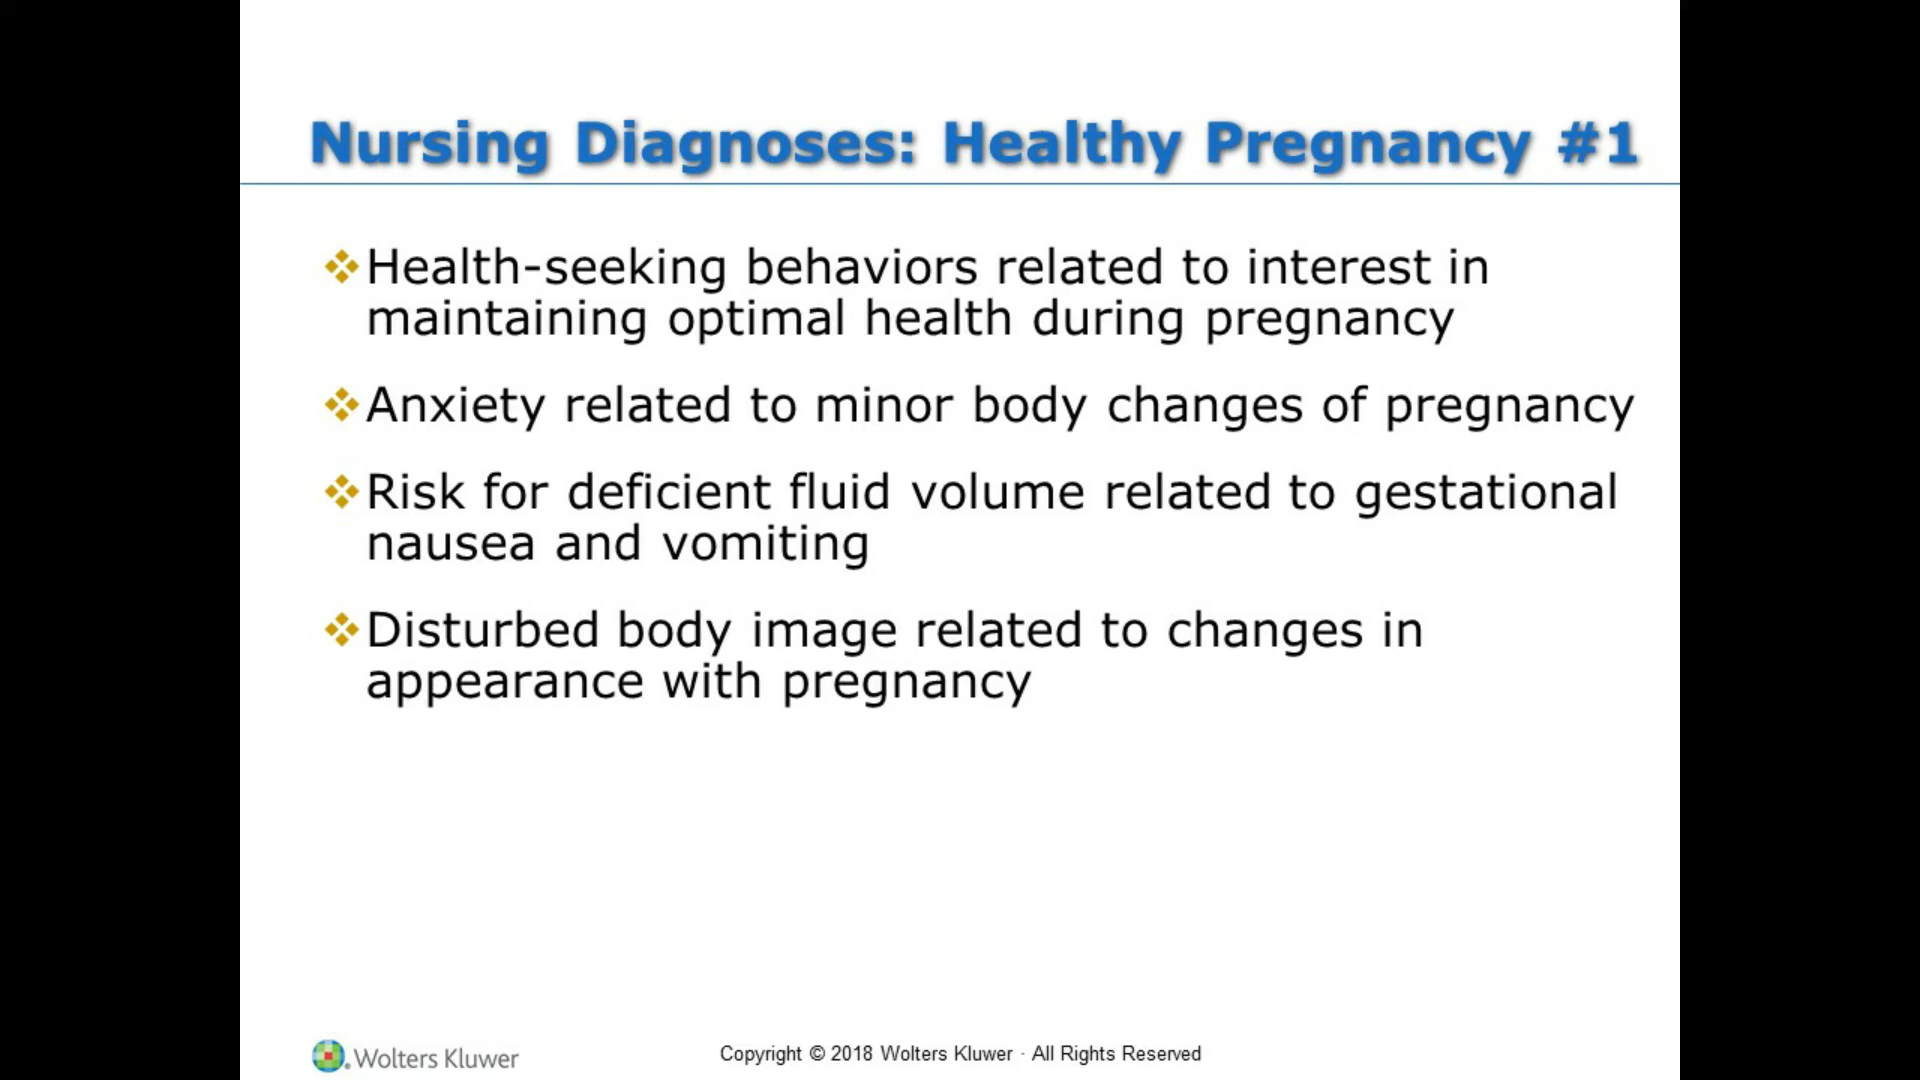 Nursing Diagnoses: Healthy Pregnancy #1
Health-seeking behaviors related to interest in
maintaining optimal health during pregnancy
Anxiety related to minor body changes of pregnancy
Risk for deficient fluid volume related to gestational
nausea and vomiting
Disturbed body image related to changes in
appearance with pregnancy
Wolters Kluwer
Copyright © 2018 Wolters Kluwer · All Rights Reserved